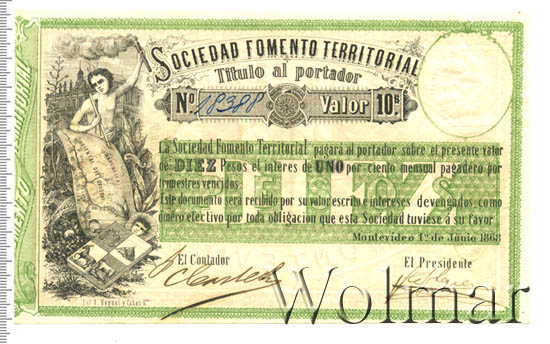 SOCIEDAD FOMENTO TERRITORIAL
Título al portador
Nº 18388 Valor 10$
La Sociedad Fomento Territorial pagará al portador sobre el presente valor
de DIEZ Pesos el interes de UNO por ciento mensual pagadero por
trimestres vencidos
Este documento será recibido por su valor escrito é intereses devengados, como
dinero efectivo por toda obligacion que esta Sociedad tuviese á su favor
Montevideo 1º de Junio 1868
El Contador El Presidente
Wolmar